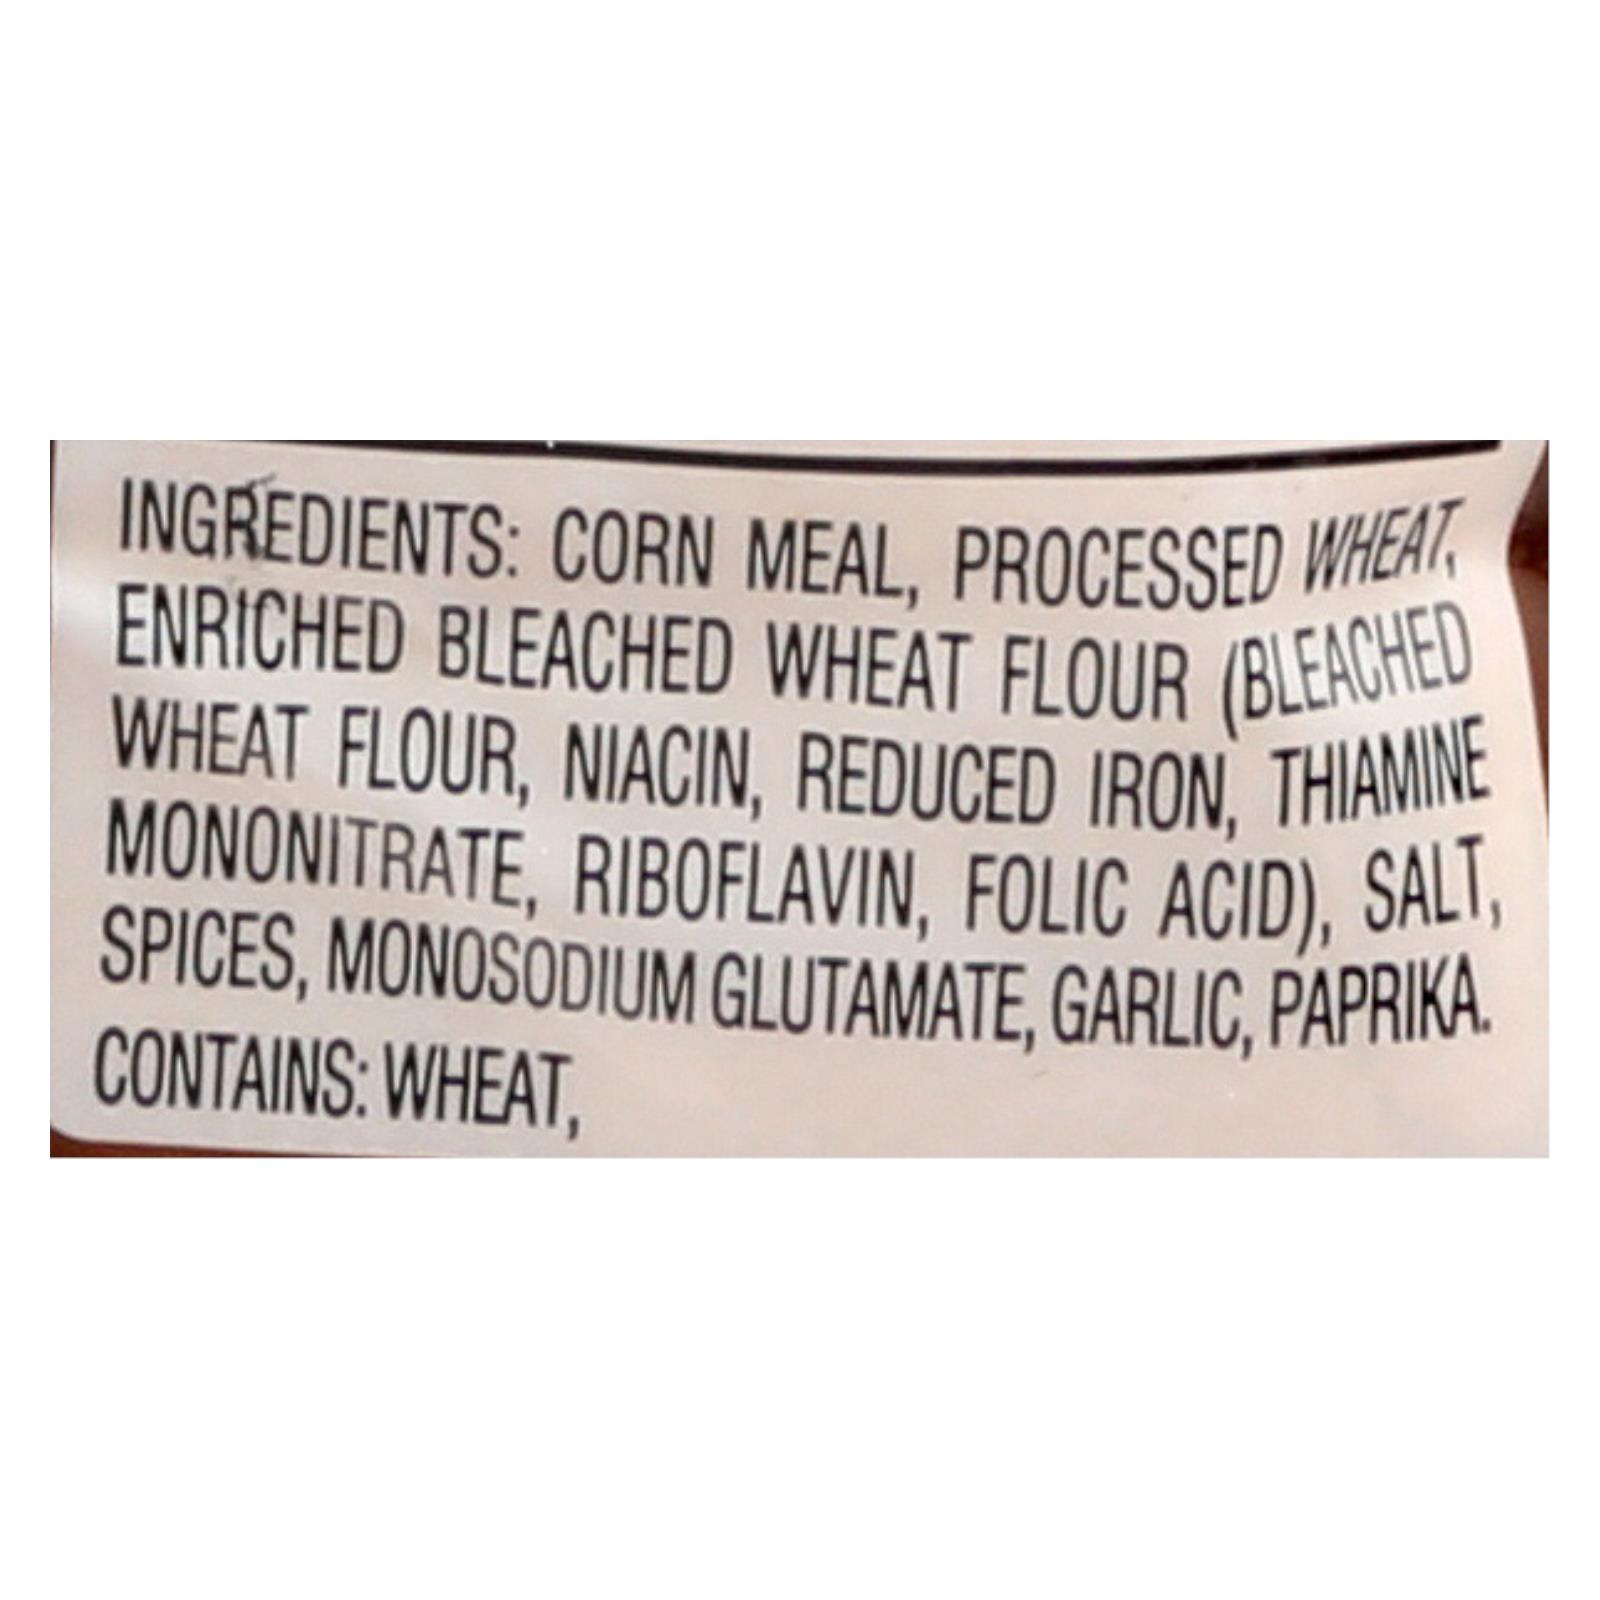 INGREDIENTS: CORN MEAL, PROCESSED WHEAT,
ENRICHED BLEACHED WHEAT FLOUR (BLEACHED
WHEAT FLOUR, NIACIN, REDUCED IRON, THIAMINE
MONONITRATE, RIBOFLAVIN, FOLIC ACID), SALT,
SPICES, MONOSODIUM GLUTAMATE, GARLIC, PAPRIKA.
CONTAINS: WHEAT,